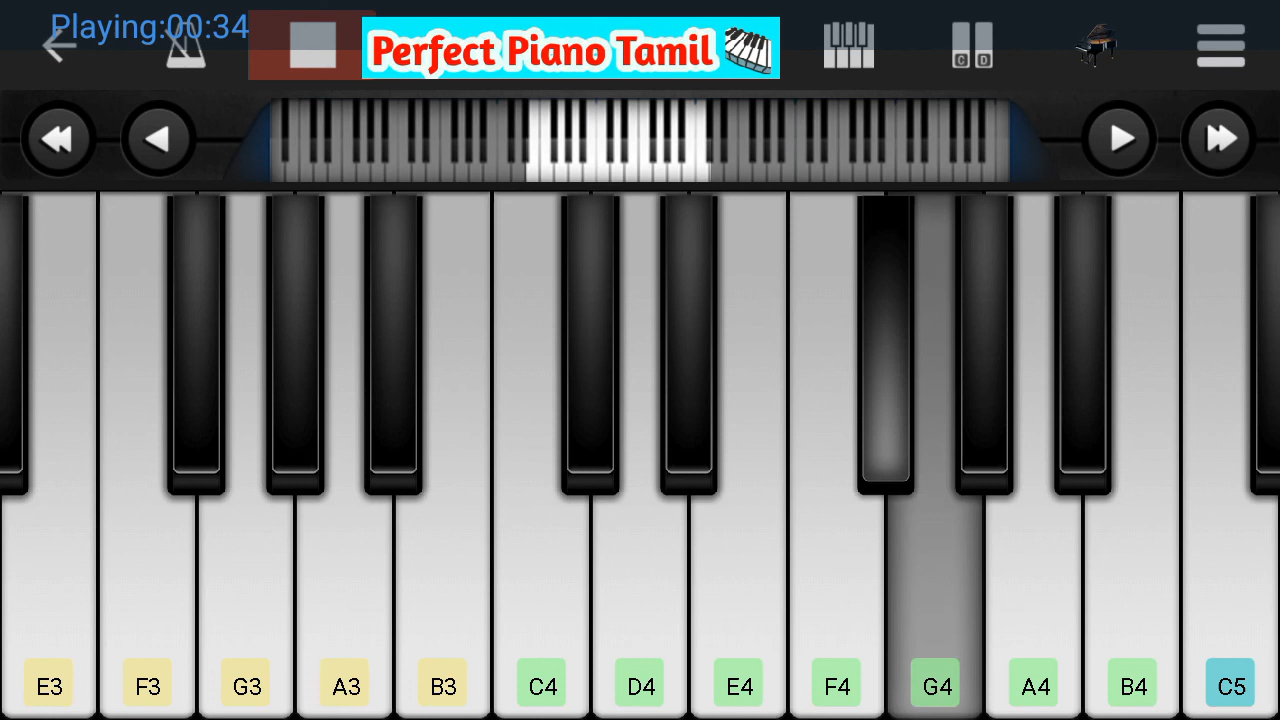 Playing:00:34
Perfect Piano Tamil
C D
E3 F3 G3 A3 B3 C4 D4 E4 F4 G4 A4 B4 C5